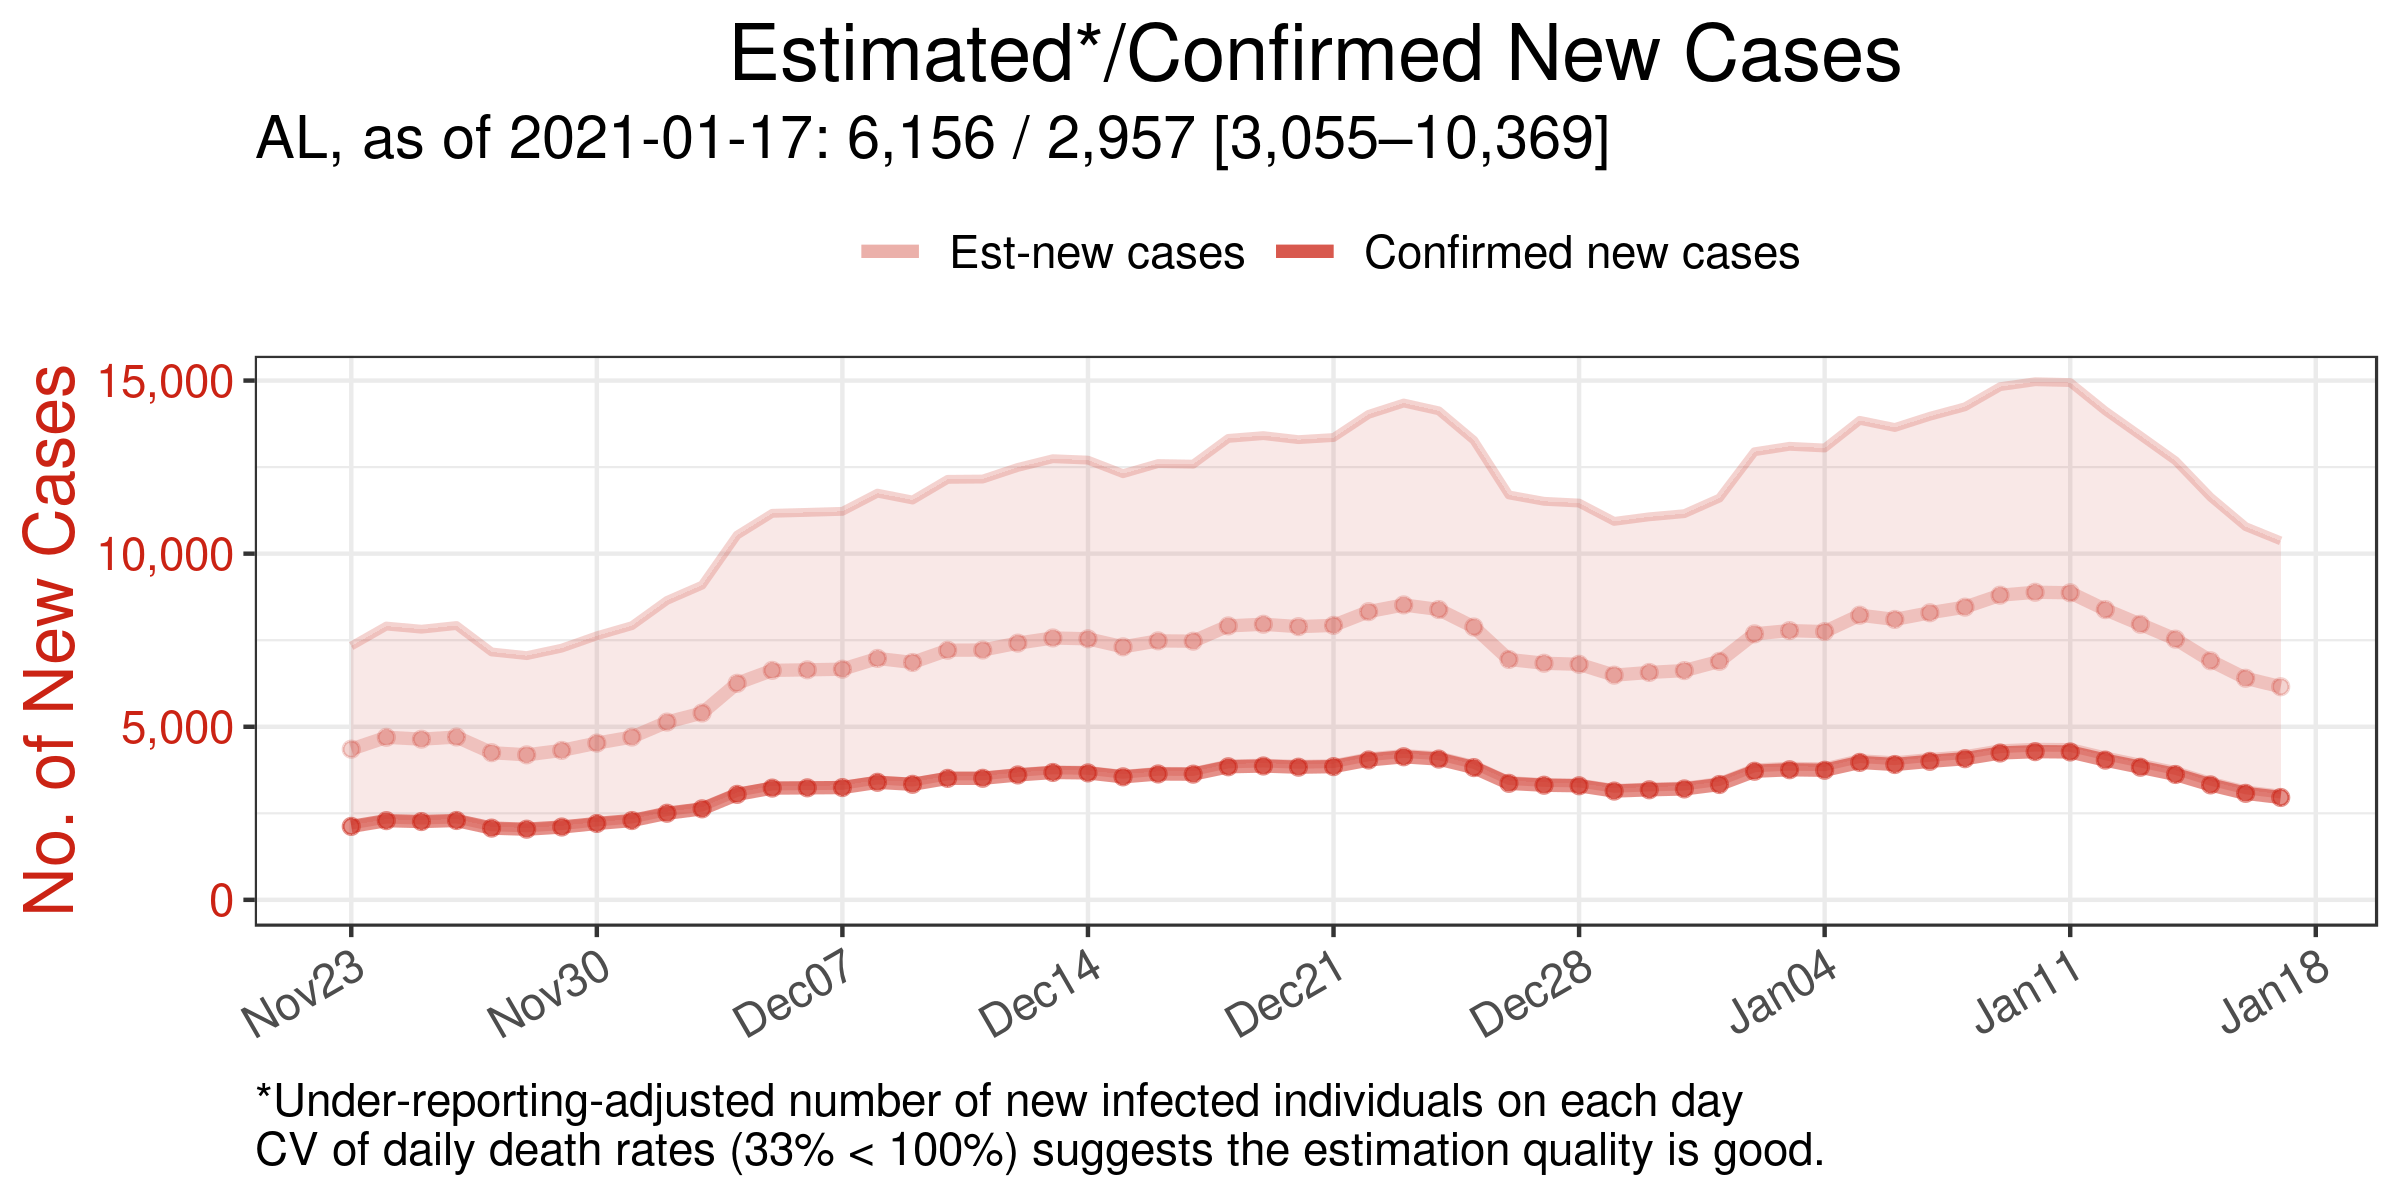 Estimated*/Confirmed New Cases
AL, as of 2021-01-17: 6,156 / 2,957 [3,055–10,369]
Est-new cases
Confirmed new cases
No. of New Cases
15,000
10,000
5,000
0
Nov23
Nov30
Dec07
Dec14
Dec21
Dec28
Jan04
Jan11
Jan18
*Under-reporting-adjusted number of new infected individuals on each day
CV of daily death rates (33% < 100%) suggests the estimation quality is good.